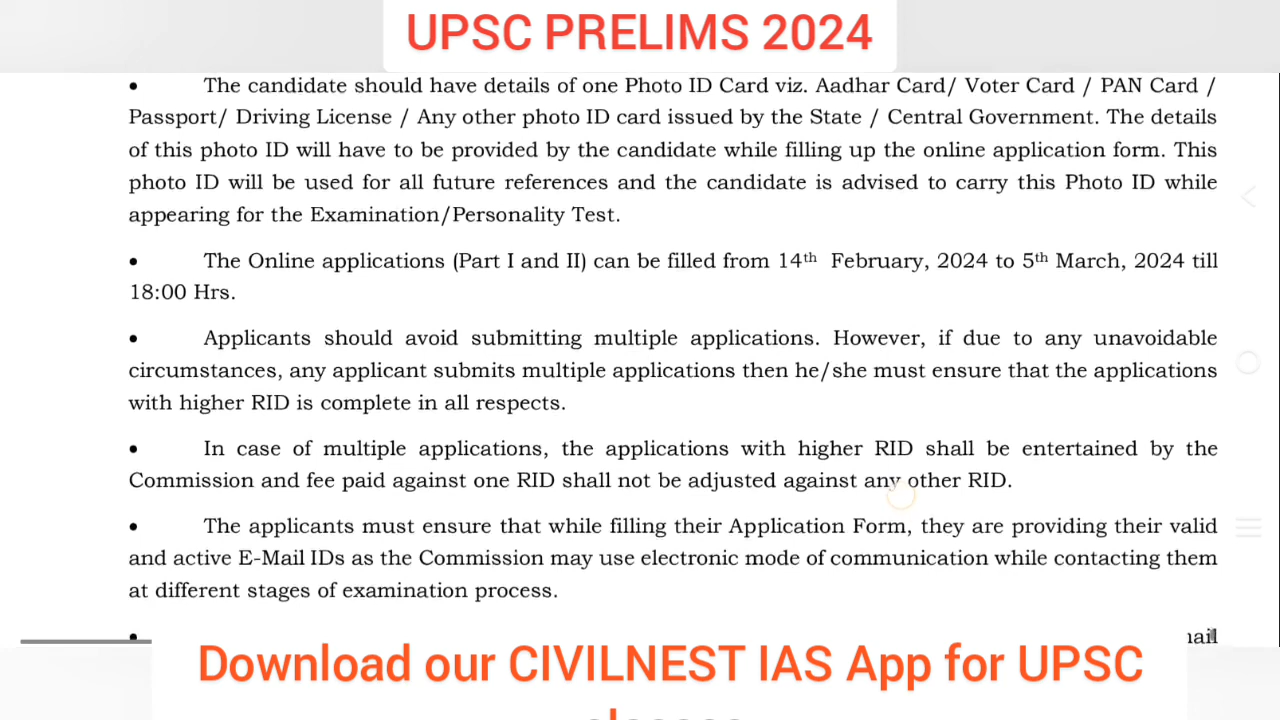 UPSC PRELIMS 2024
• The candidate should have details of one Photo ID Card viz. Aadhar Card/ Voter Card / PAN Card /
Passport/ Driving License / Any other photo ID card issued by the State / Central Government. The details
of this photo ID will have to be provided by the candidate while filling up the online application form. This
photo ID will be used for all future references and the candidate is advised to carry this Photo ID while
appearing for the Examination/Personality Test.
• The Online applications (Part I and II) can be filled from 14th February, 2024 to 5th March, 2024 till
18:00 Hrs.
• Applicants should avoid submitting multiple applications. However, if due to any unavoidable
circumstances, any applicant submits multiple applications then he/she must ensure that the applications
with higher RID is complete in all respects.
• In case of multiple applications, the applications with higher RID shall be entertained by the
Commission and fee paid against one RID shall not be adjusted against any other RID.
• The applicants must ensure that while filling their Application Form, they are providing their valid
and active E-Mail IDs as the Commission may use electronic mode of communication while contacting them
at different stages of examination process.
•
Download our CIVILNEST IAS App for UPSC